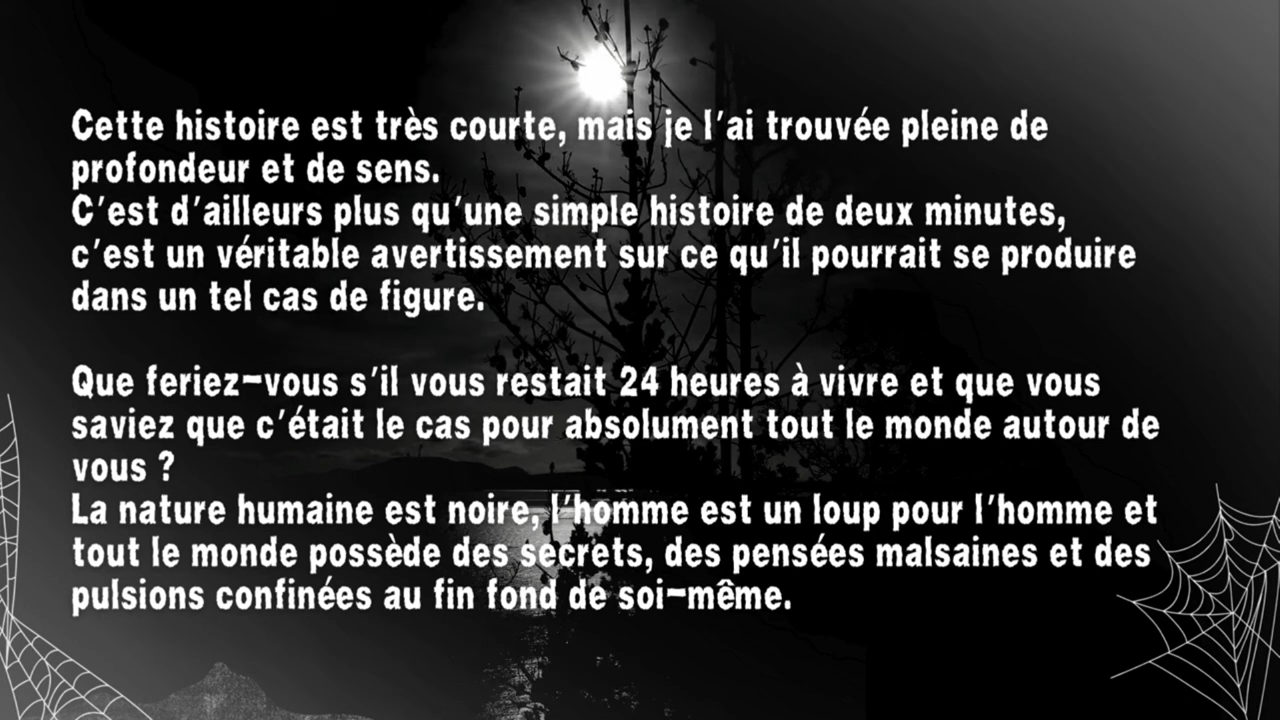 Cette histoire est très courte, mais je l'ai trouvée pleine de
profondeur et de sens.
C'est d'ailleurs plus qu'une simple histoire de deux minutes,
c'est un véritable avertissement sur ce qu'il pourrait se produire
dans un tel cas de figure.
Que feriez-vous s'il vous restait 24 heures à vivre et que vous
saviez que c'était le cas pour absolument tout le monde autour de
vous ?
La nature humaine est noire, l'homme est un loup pour l'homme et
tout le monde possède des secrets, des pensées malsaines et des
pulsions confinées au fin fond de soi-même.